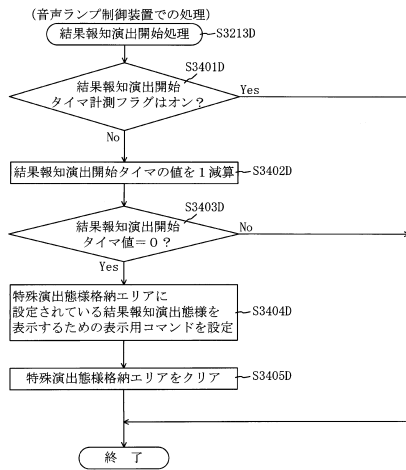 (音声ランプ制御装置での処理)
結果報知演出開始処理
S3213D
S3401D
結果報知演出開始
タイマ計測フラグはオン?
Yes
No
結果報知演出開始タイマの値を1減算
S3402D
S3403D
結果報知演出開始
タイマ値=0?
No
Yes
特殊演出態様格納エリアに
設定されている結果報知演出態様を
表示するための表示用コマンドを設定
S3404D
特殊演出態様格納エリアをクリア
S3405D
終 了